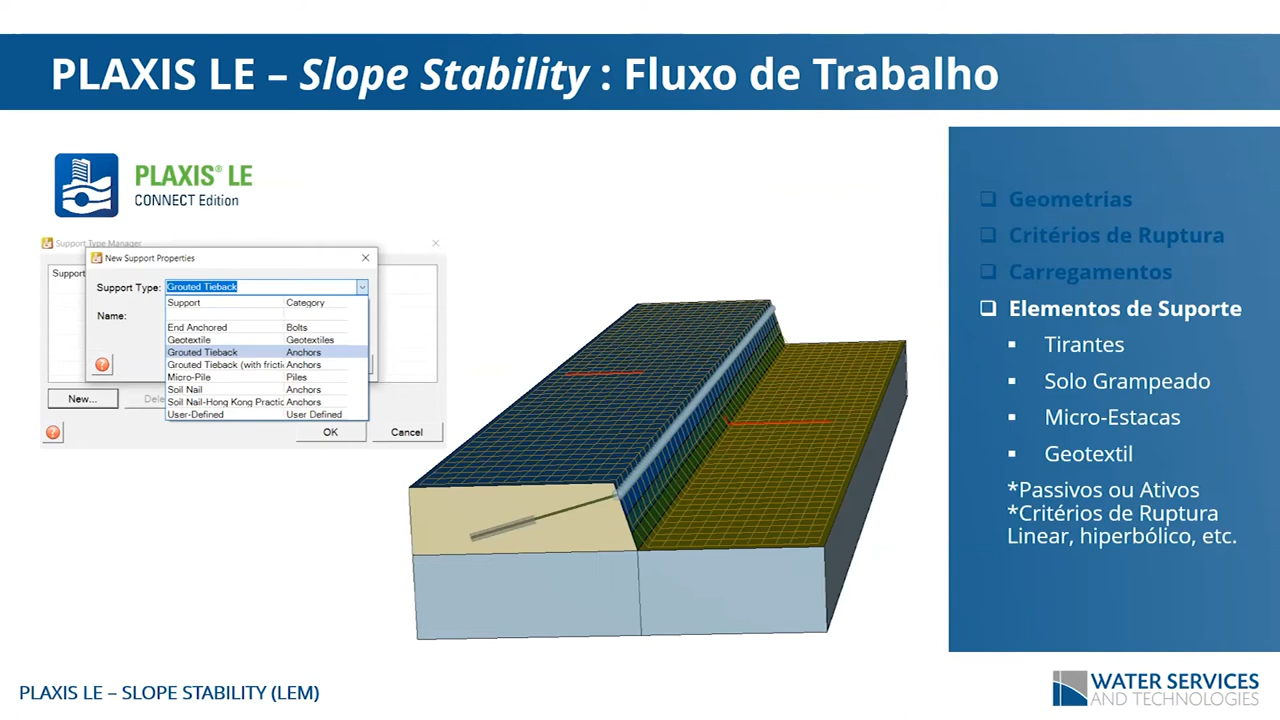 PLAXIS LE – Slope Stability : Fluxo de Trabalho
PLAXIS® LE
CONNECT Edition
Support Type Manager
Support
New Support Properties
Support Type: Grouted Tieback
Name:
Support Category
End Anchored Bolts
Geotextile Geotextiles
Grouted Tieback Anchors
Grouted Tieback (with frictic Anchors
Micro-Pile Piles
Soil Nail Anchors
Soil Nail-Hong Kong Practic Anchors
User-Defined User Defined
New... Dele
OK Cancel
❑ Geometrias
❑ Critérios de Ruptura
❑ Carregamentos
❑ Elementos de Suporte
▪ Tirantes
▪ Solo Grampeado
▪ Micro-Estacas
▪ Geotextil
*Passivos ou Ativos
*Critérios de Ruptura
Linear, hiperbólico, etc.
PLAXIS LE – SLOPE STABILITY (LEM)
WATER SERVICES
AND TECHNOLOGIES